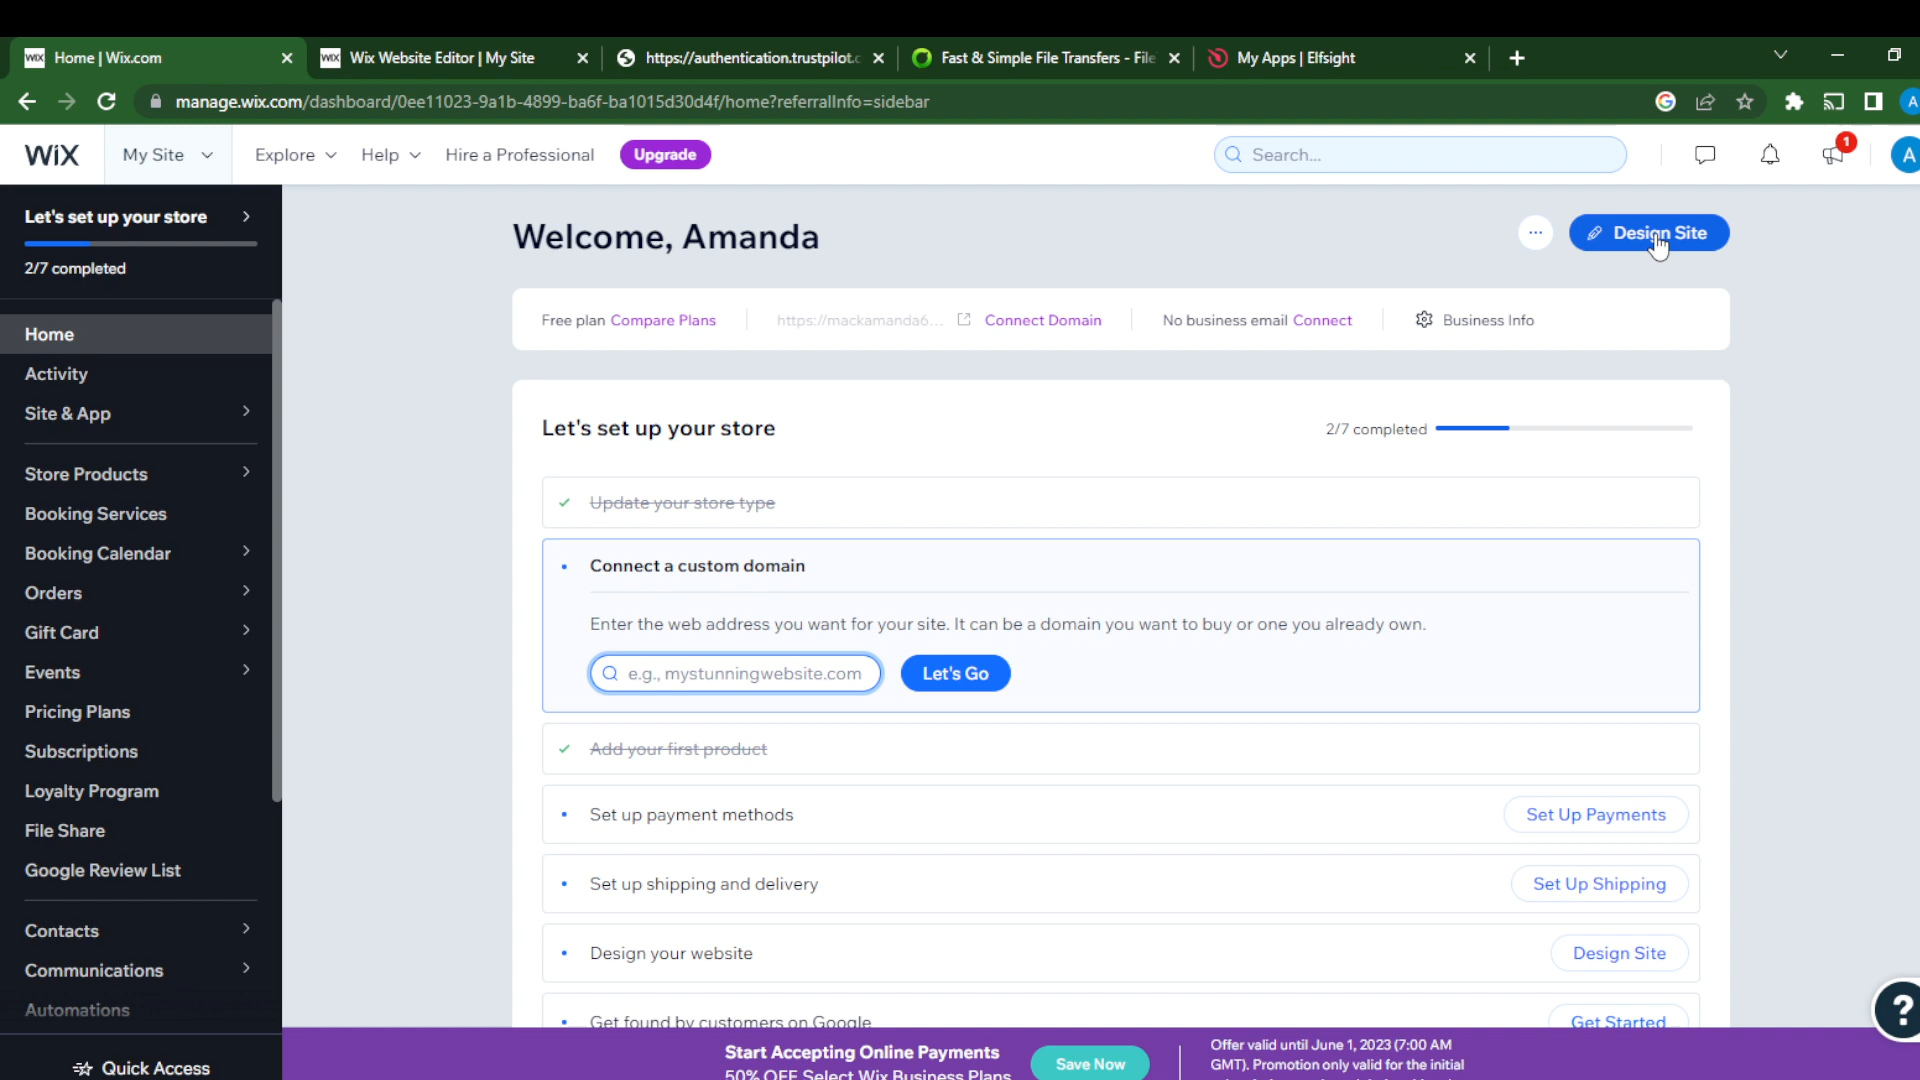 Home | Wix.com
Wix Website Editor | My Site
https://authentication.trustpilot.c
Fast & Simple File Transfers - File
My Apps | Elfsight
manage.wix.com/dashboard/0ee11023-9a1b-4899-ba6f-ba1015d30d4f/home?referralInfo=sidebar
A
WiX
My Site
Explore
Help
Hire a Professional
Upgrade
Search...
1
A
Let's set up your store
2/7 completed
Home
Activity
Site & App
Store Products
Booking Services
Booking Calendar
Orders
Gift Card
Events
Pricing Plans
Subscriptions
Loyalty Program
File Share
Google Review List
Contacts
Communications
Automations
Quick Access
Welcome, Amanda
Design Site
Free plan Compare Plans
https://mackamanda6... Connect Domain
No business email Connect
Business Info
Let's set up your store
2/7 completed
Update your store type
Connect a custom domain
Enter the web address you want for your site. It can be a domain you want to buy or one you already own.
e.g., mystunningwebsite.com
Let's Go
Add your first product
Set up payment methods
Set Up Payments
Set up shipping and delivery
Set Up Shipping
Design your website
Design Site
Get found by customers on Google
Get Started
?
Start Accepting Online Payments
50% OFF Select Wix Business Plans
Save Now
Offer valid until June 1, 2023 (7:00 AM
GMT). Promotion only valid for the initial